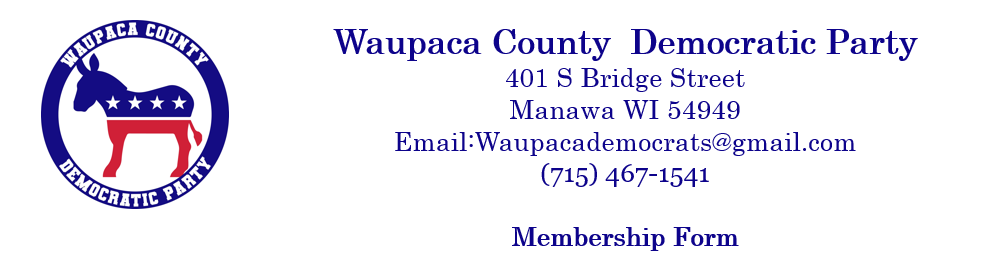 WAUPACA COUNTY
DEMOCRATIC PARTY
Waupaca County  Democratic Party
401 S Bridge Street
Manawa WI 54949
Email:Waupacademocrats@gmail.com
(715) 467-1541
Membership Form